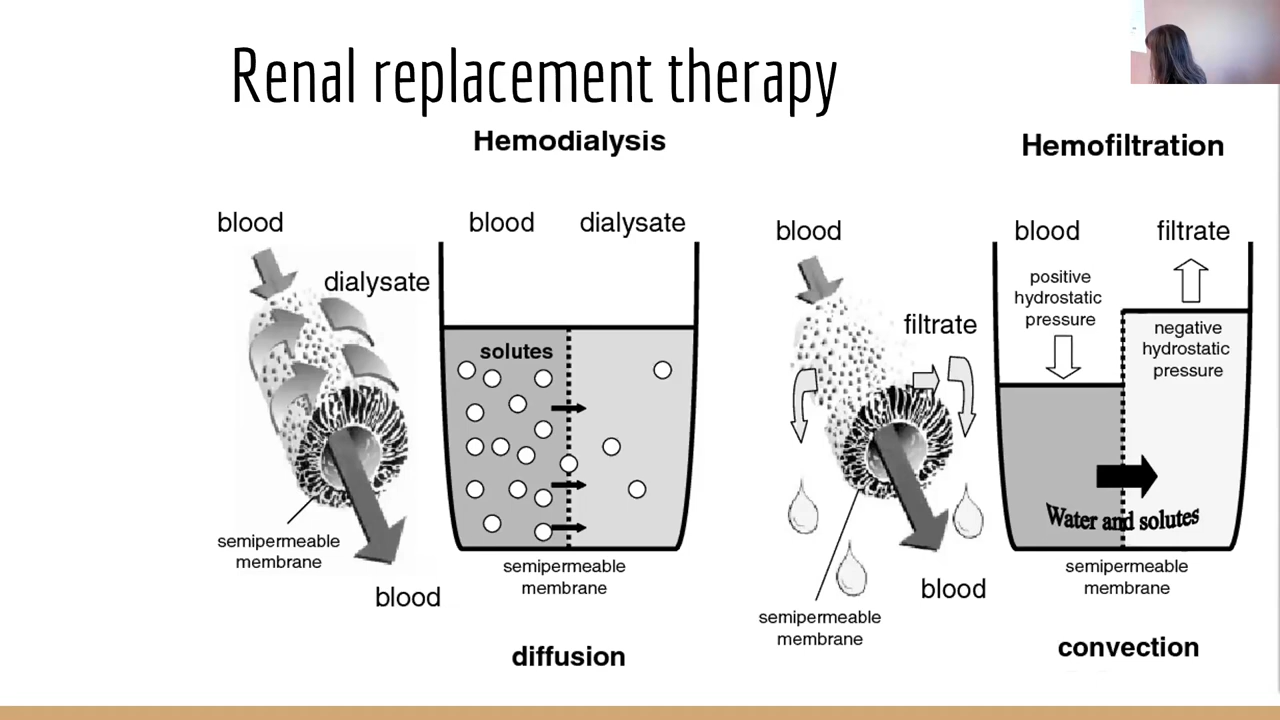 Renal replacement therapy
Hemodialysis
blood
dialysate
semipermeable
membrane
blood
blood
dialysate
solutes
semipermeable
membrane
diffusion
Hemofiltration
blood
filtrate
semipermeable
membrane
blood
blood
filtrate
positive
hydrostatic
pressure
negative
hydrostatic
pressure
Water and solutes
semipermeable
membrane
convection